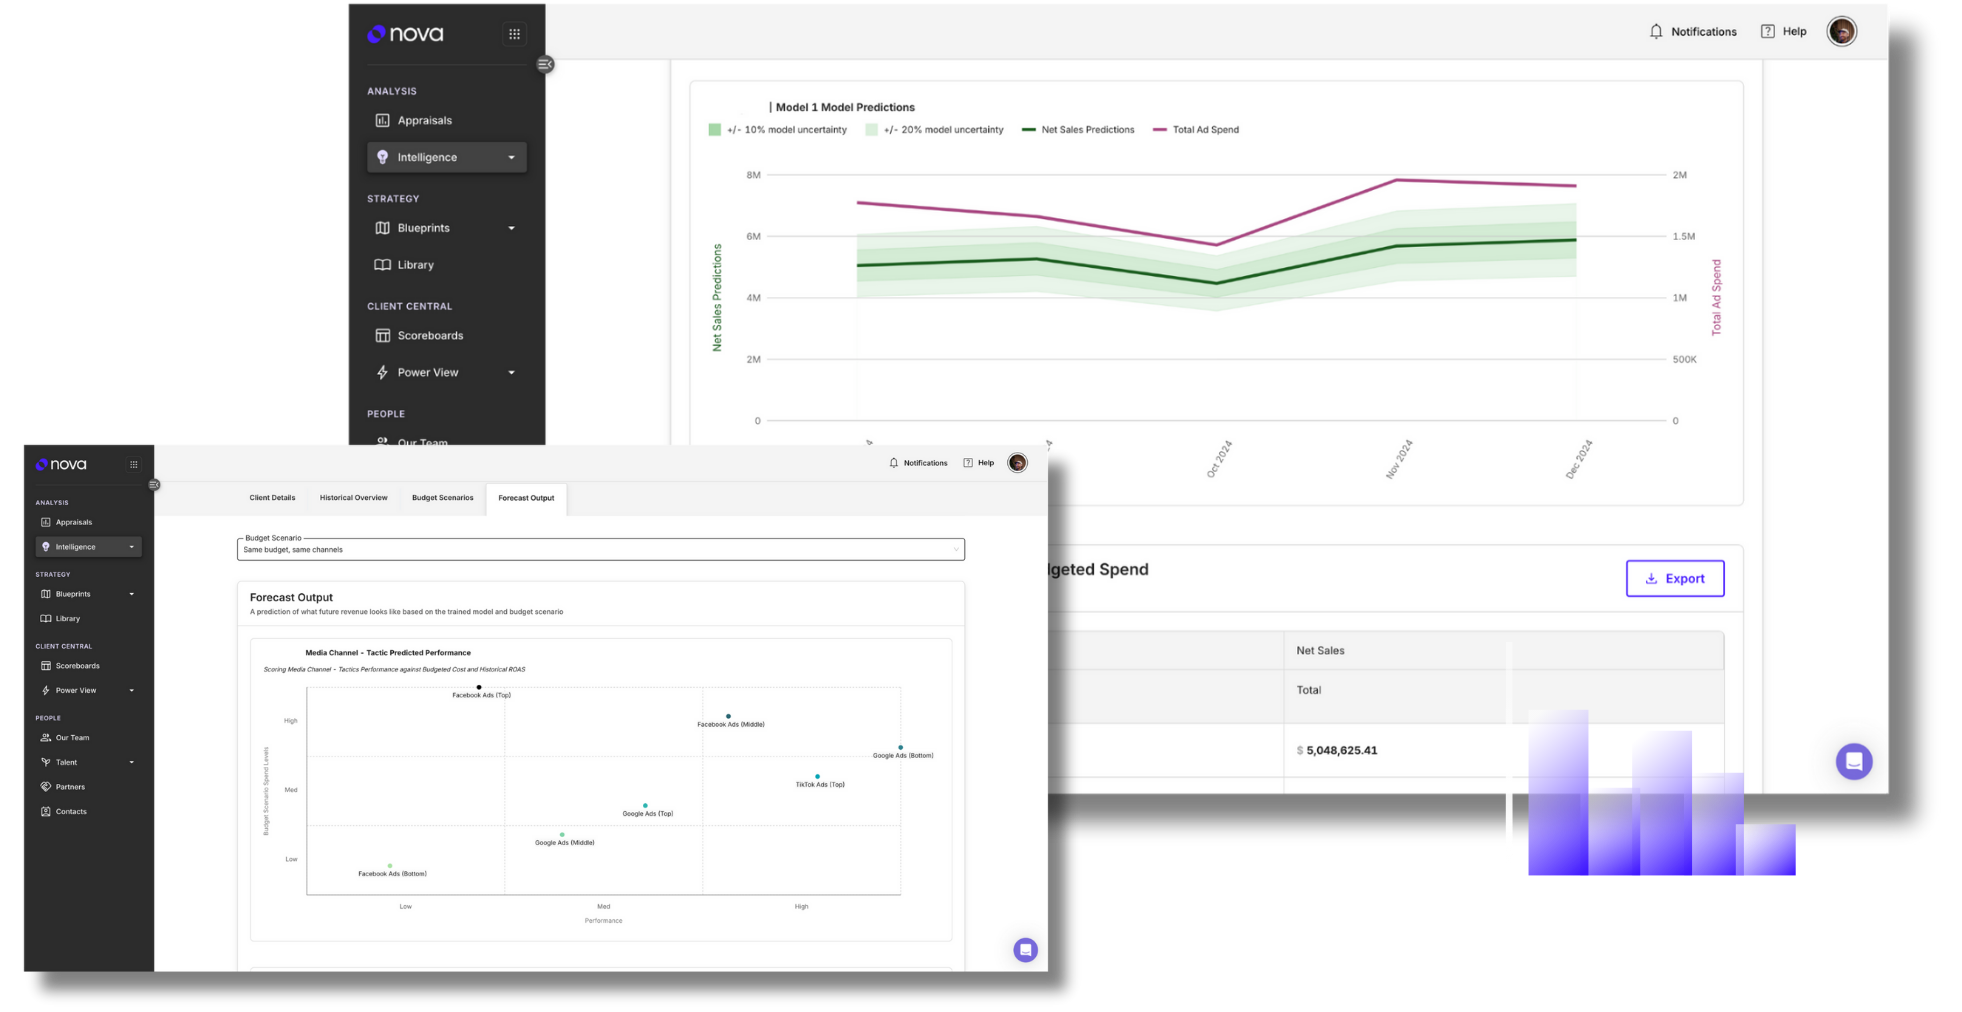 nova
Notifications
Help
ANALYSIS
Appraisals
Intelligence
STRATEGY
Blueprints
Library
CLIENT CENTRAL
Scoreboards
Power View
PEOPLE
Our Team
| Model 1 Model Predictions
+/- 10% model uncertainty
+/- 20% model uncertainty
Net Sales Predictions
Total Ad Spend
8M
6M
4M
2M
0
Net Sales Predictions
2M
1.5M
1M
500K
0
Total Ad Spend
Oct 2024
Nov 2024
Dec 2024
geted Spend
Export
Net Sales
Total
$ 5,048,625.41
nova
Notifications
Help
ANALYSIS
Appraisals
Intelligence
STRATEGY
Blueprints
Library
CLIENT CENTRAL
Scoreboards
Power View
PEOPLE
Our Team
Talent
Partners
Contacts
Client Details
Historical Overview
Budget Scenarios
Forecast Output
Budget Scenario
Same budget, same channels
Forecast Output
A prediction of what future revenue looks like based on the trained model and budget scenario
Media Channel - Tactic Predicted Performance
Scoring Media Channel - Tactics Performance against Budgeted Cost and Historical ROAS
Budget Scenario Spend Levels
High
Med
Low
Facebook Ads (Top)
Facebook Ads (Middle)
Google Ads (Bottom)
TikTok Ads (Top)
Google Ads (Top)
Google Ads (Middle)
Facebook Ads (Bottom)
Low
Med
High
Performance